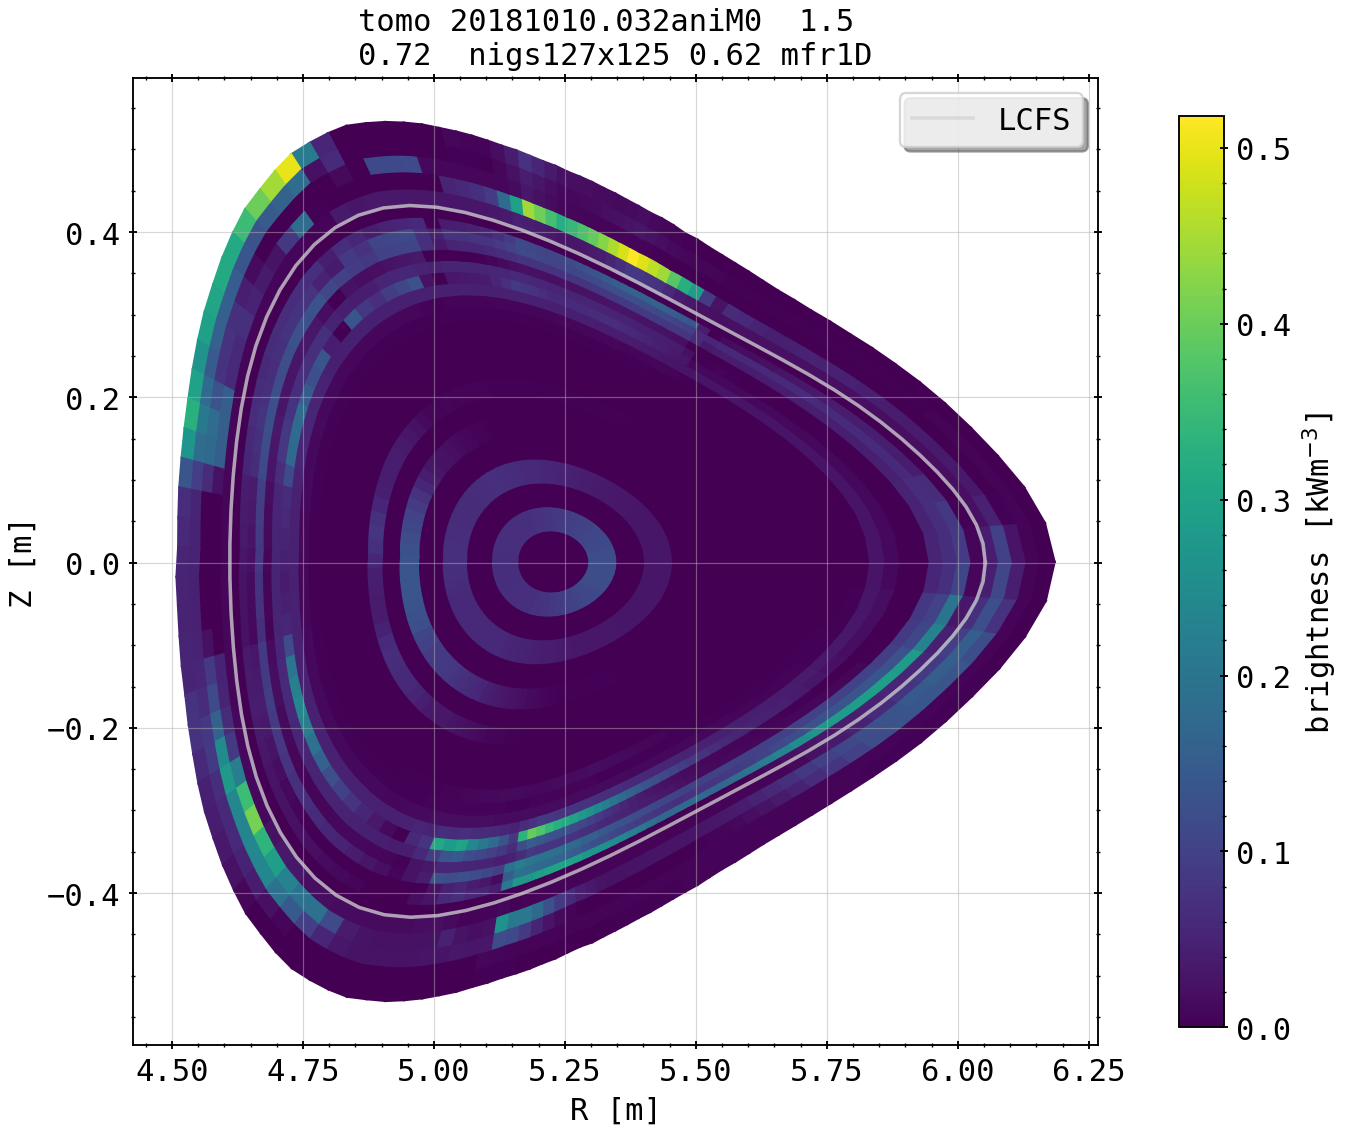 tomo 20181010.032aniM0  1.5
0.72  nigs127x125 0.62 mfr1D
LCFS
0.4
0.2
0.0
−0.2
−0.4
Z [m]
4.50 4.75 5.00 5.25 5.50 5.75 6.00 6.25
R [m]
0.5
0.4
0.3
0.2
0.1
0.0
brightness [kWm⁻³]